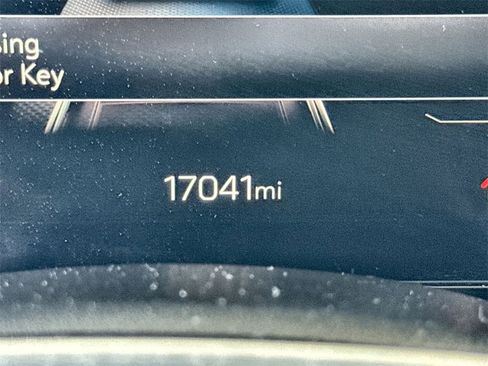 sing
or Key
17041mi